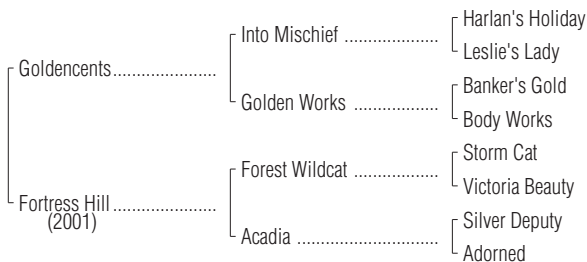 Harlan's Holiday
Into Mischief ....................
Leslie's Lady
Goldencents ......................
Banker's Gold
Golden Works ...................
Body Works
Storm Cat
Forest Wildcat ..................
Victoria Beauty
Fortress Hill ......................
(2001)
Silver Deputy
Acadia ..............................
Adorned